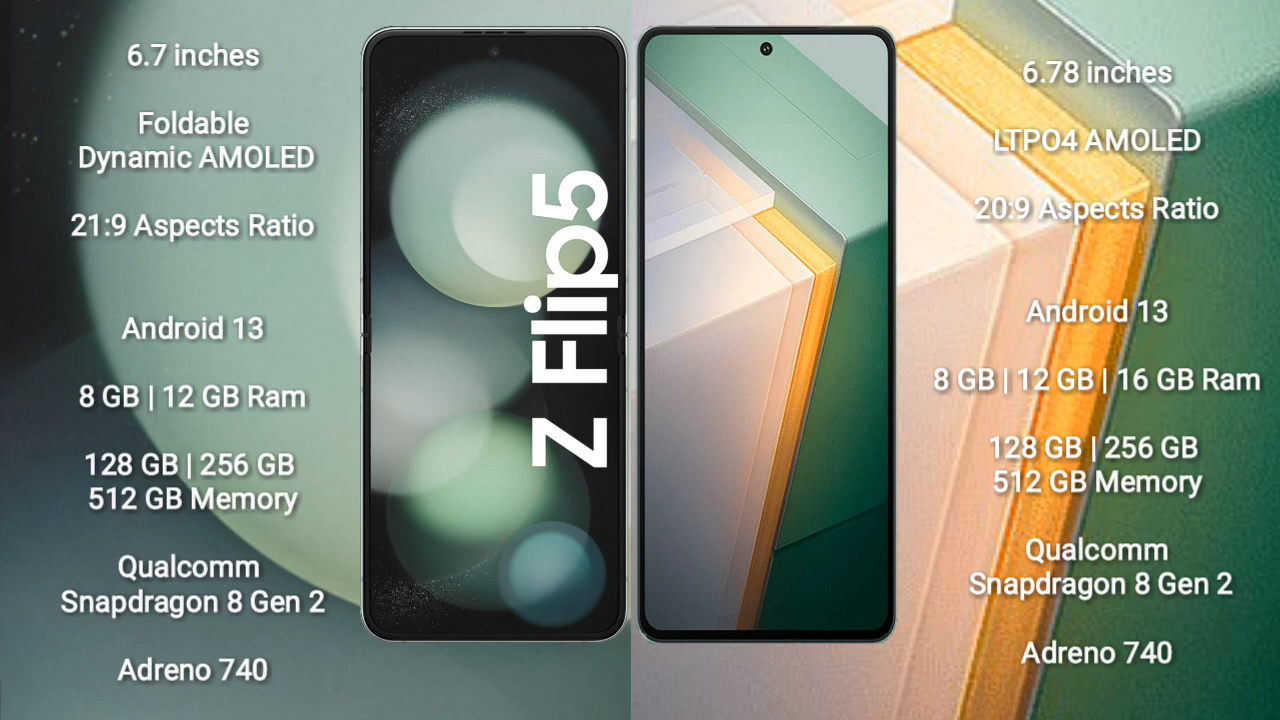 6.7 inches
Foldable
Dynamic AMOLED
21:9 Aspects Ratio
Android 13
8 GB | 12 GB Ram
128 GB | 256 GB
512 GB Memory
Qualcomm
Snapdragon 8 Gen 2
Adreno 740
Z Flip5
6.78 inches
LTPO4 AMOLED
20:9 Aspects Ratio
Android 13
8 GB | 12 GB | 16 GB Ram
128 GB | 256 GB
512 GB Memory
Qualcomm
Snapdragon 8 Gen 2
Adreno 740